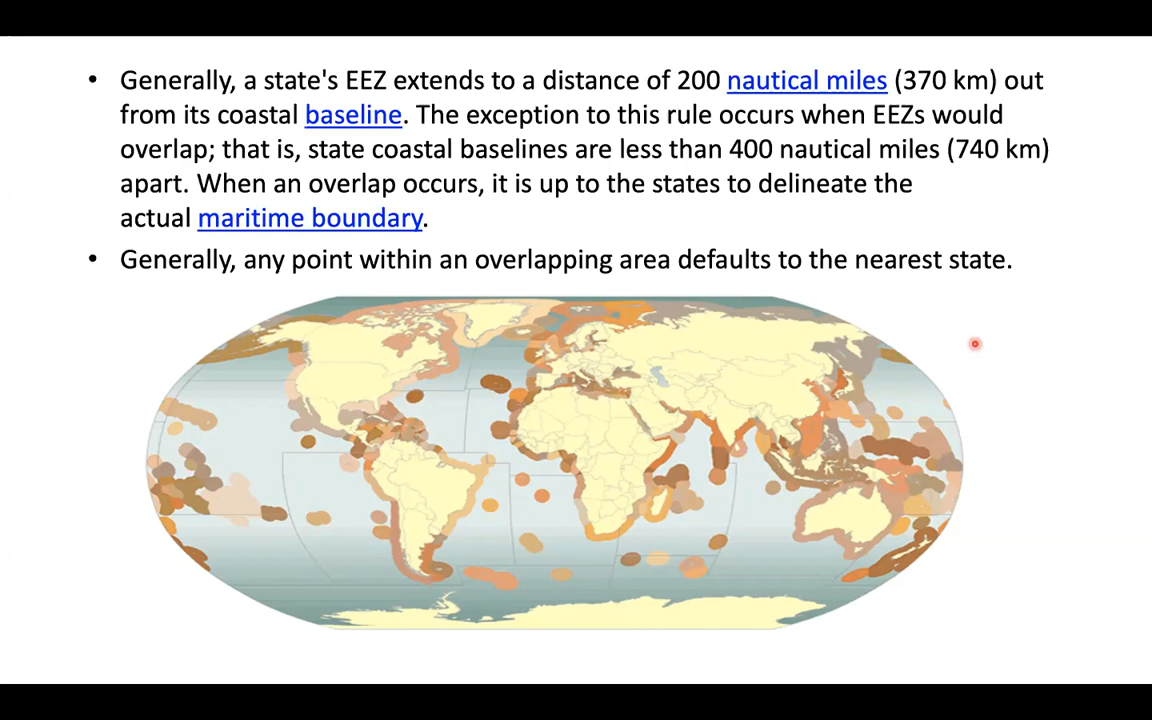 • Generally, a state's EEZ extends to a distance of 200 nautical miles (370 km) out
from its coastal baseline. The exception to this rule occurs when EEZs would
overlap; that is, state coastal baselines are less than 400 nautical miles (740 km)
apart. When an overlap occurs, it is up to the states to delineate the
actual maritime boundary.
• Generally, any point within an overlapping area defaults to the nearest state.